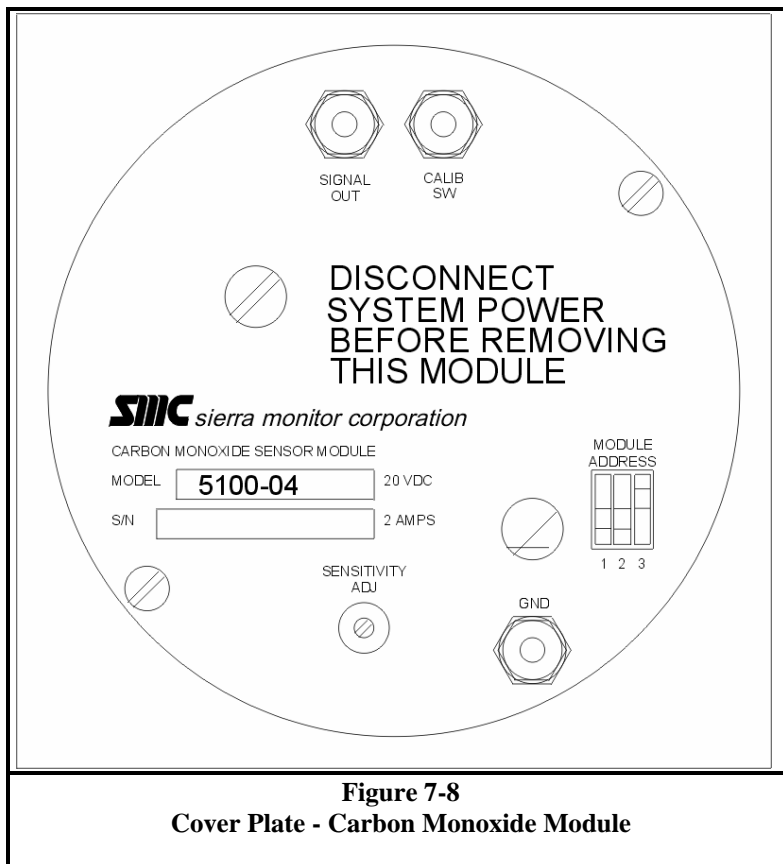 SIGNAL OUT
CALIB SW
DISCONNECT
SYSTEM POWER
BEFORE REMOVING
THIS MODULE
SMC sierra monitor corporation
CARBON MONOXIDE SENSOR MODULE
MODULE ADDRESS
MODEL 5100-04 20 VDC
S/N 2 AMPS
1 2 3
SENSITIVITY ADJ
GND
Figure 7-8
Cover Plate - Carbon Monoxide Module